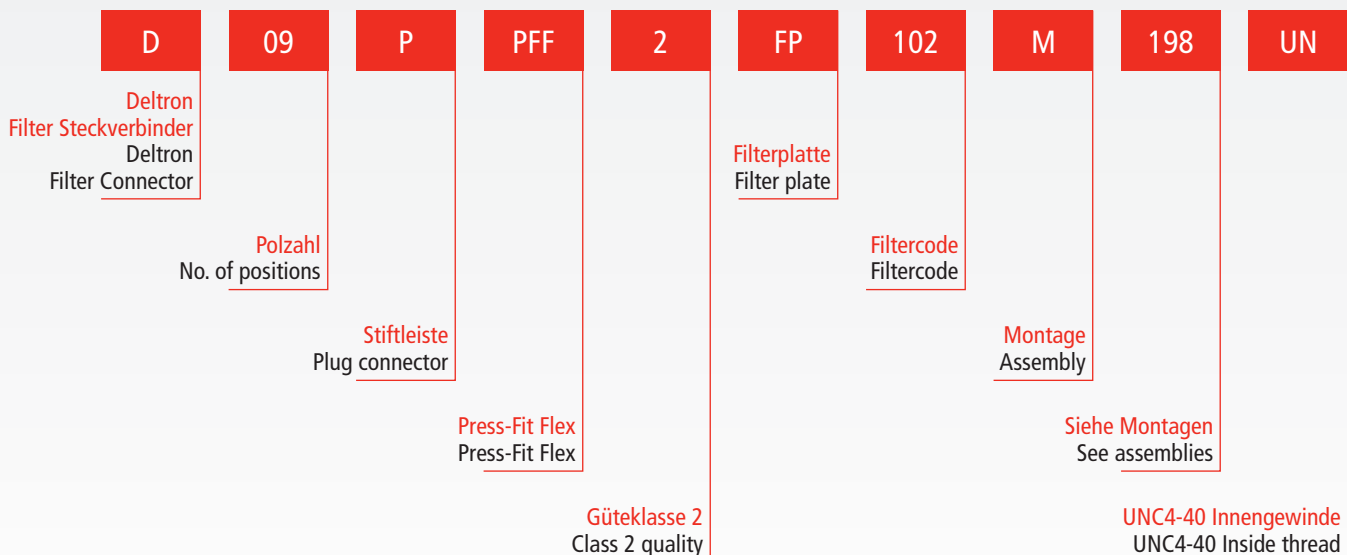 D 09 P PFF 2 FP 102 M 198 UN
Deltron
Filter Steckverbinder
Deltron
Filter Connector
Filterplatte
Filter plate
Polzahl
No. of positions
Filtercode
Filtercode
Stiftleiste
Plug connector
Montage
Assembly
Press-Fit Flex
Press-Fit Flex
Siehe Montagen
See assemblies
Güteklasse 2
Class 2 quality
UNC4-40 Innengewinde
UNC4-40 Inside thread